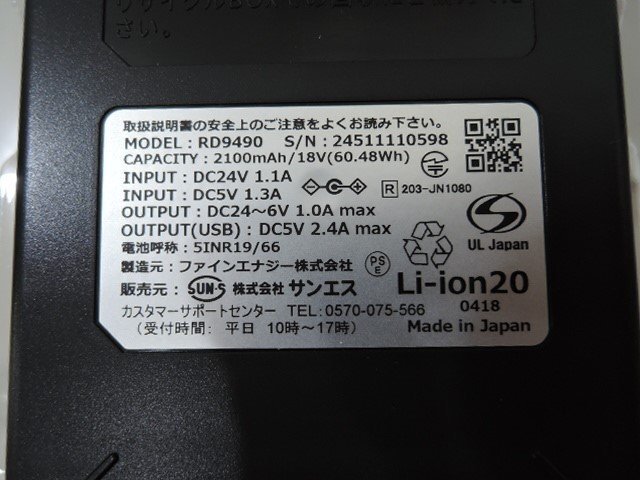 さい。
取扱説明書の安全上のご注意をよくお読み下さい。
MODEL : RD9490 S/N : 24511110598
CAPACITY : 2100mAh/18V(60.48Wh)
INPUT : DC24V 1.1A
INPUT : DC5V 1.3A
R 203-JN1080
OUTPUT : DC24～6V 1.0A max
OUTPUT(USB) : DC5V 2.4A max
UL Japan
電池呼称 : 5INR19/66
製造元 : ファインエナジー株式会社
PS
E
Li-ion20
販売元 : SUN·S 株式会社 サンエス
0418
カスタマーサポートセンター TEL: 0570-075-566
（受付時間: 平日 10時～17時）
Made in Japan